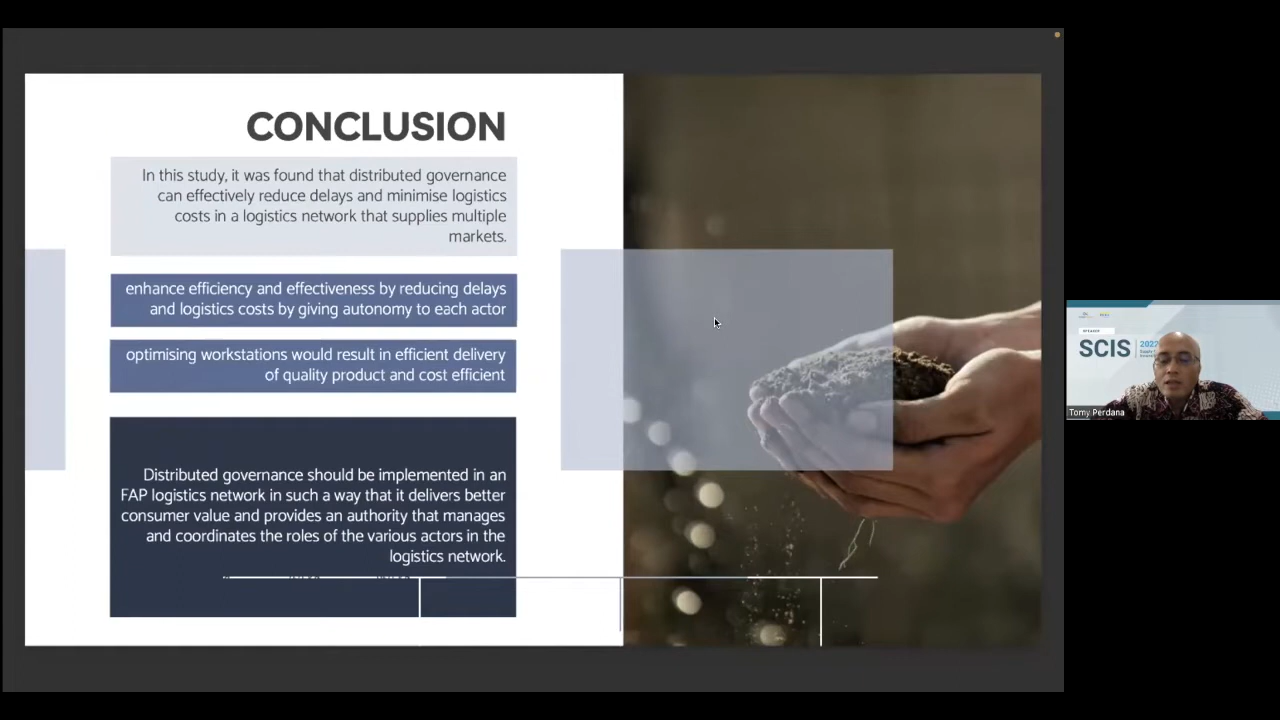 CONCLUSION
In this study, it was found that distributed governance
can effectively reduce delays and minimise logistics
costs in a logistics network that supplies multiple
markets.
enhance efficiency and effectiveness by reducing delays
and logistics costs by giving autonomy to each actor
optimising workstations would result in efficient delivery
of quality product and cost efficient
Distributed governance should be implemented in an
FAP logistics network in such a way that it delivers better
consumer value and provides an authority that manages
and coordinates the roles of the various actors in the
logistics network.
SPEAKER
SCIS
2022
Tomy Perdana